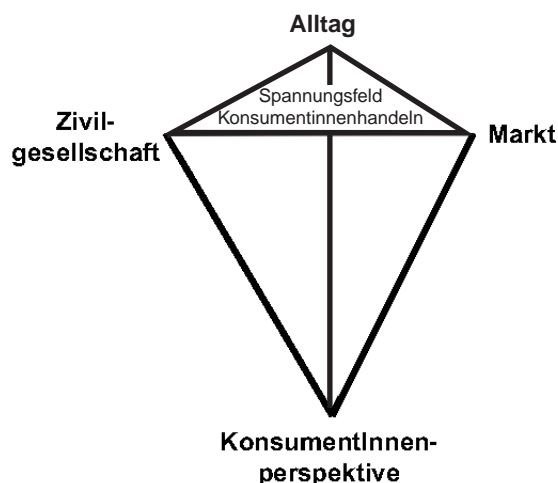 Alltag
Spannungsfeld
Konsumentinnenhandeln
Zivil-
gesellschaft
Markt
KonsumentInnen-
perspektive